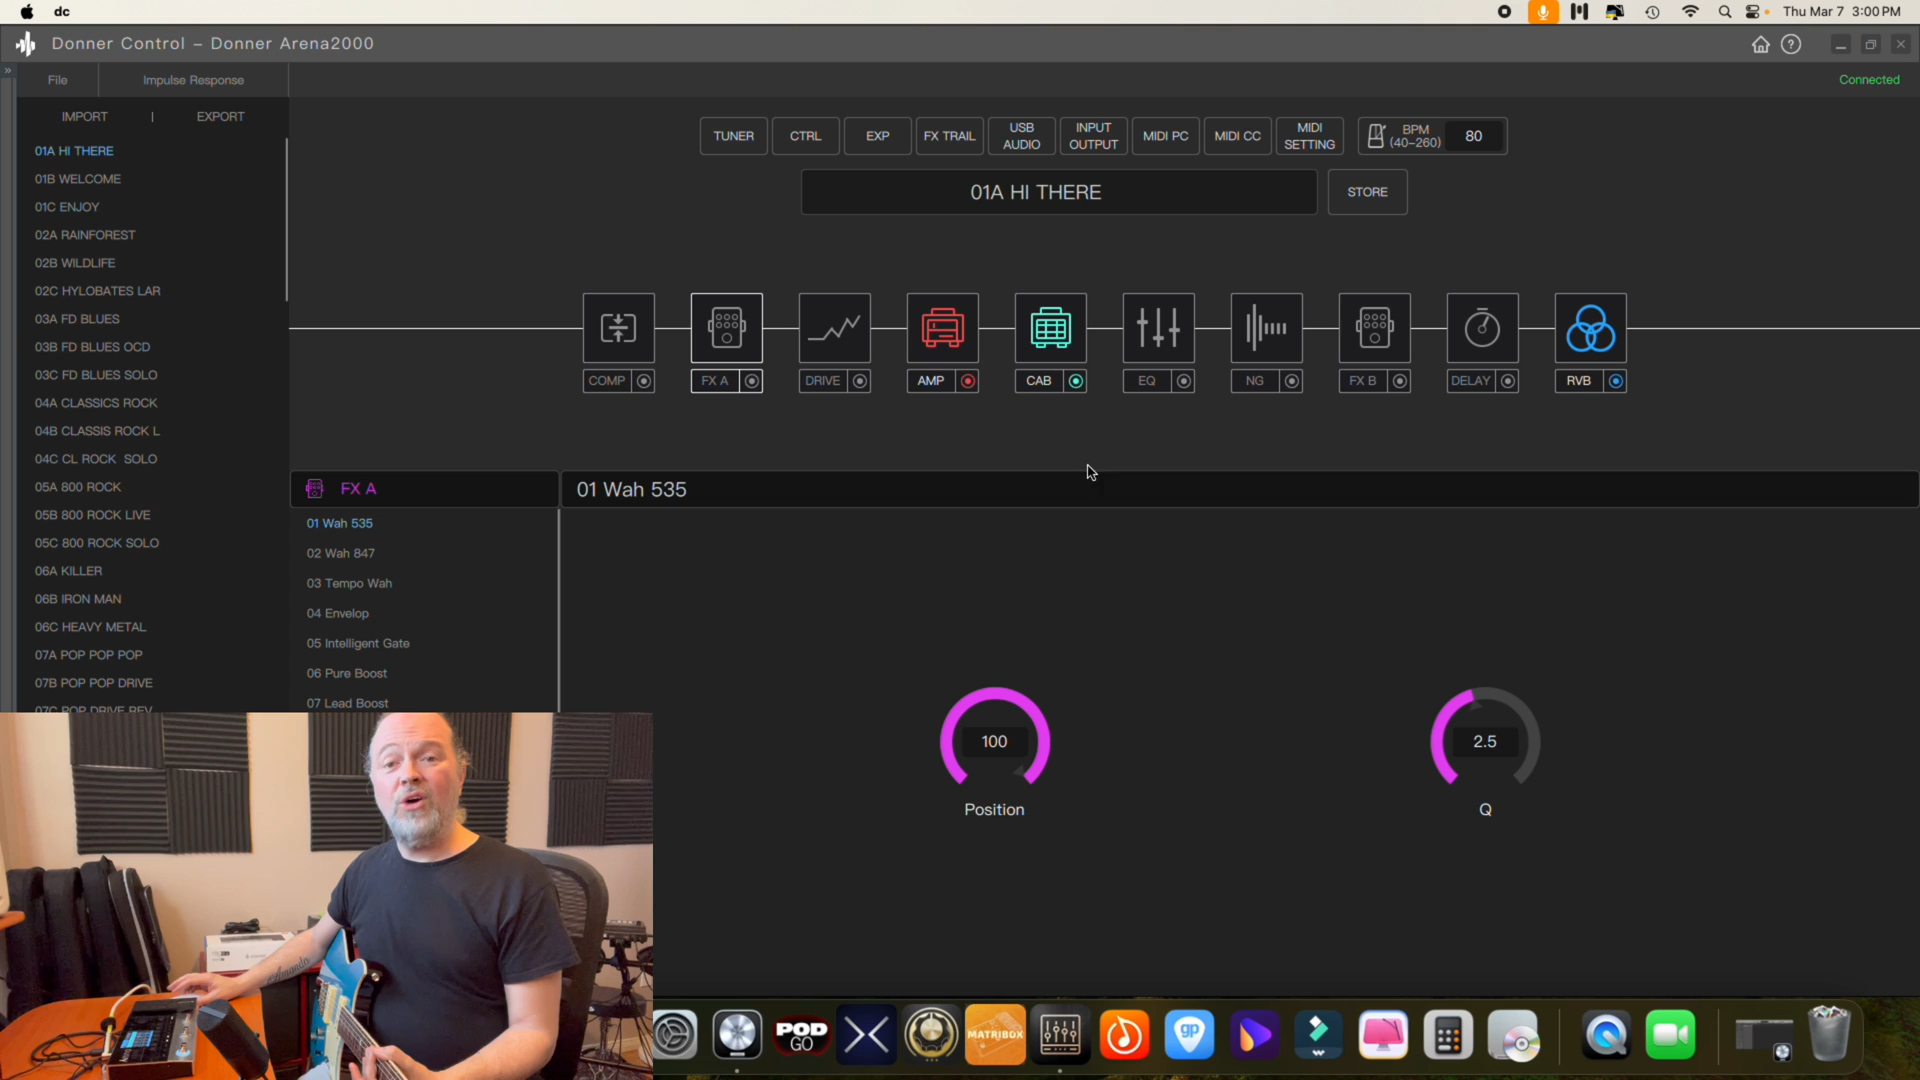 dc
Thu Mar 7 3:00 PM
Donner Control – Donner Arena2000
File
Impulse Response
Connected
IMPORT | EXPORT
TUNER
CTRL
EXP
FX TRAIL
USB
AUDIO
INPUT
OUTPUT
MIDI PC
MIDI CC
MIDI
SETTING
BPM
(40–260)
80
01A HI THERE
STORE
01A HI THERE
01B WELCOME
01C ENJOY
02A RAINFOREST
02B WILDLIFE
02C HYLOBATES LAR
03A FD BLUES
03B FD BLUES OCD
03C FD BLUES SOLO
04A CLASSICS ROCK
04B CLASSIS ROCK L
04C CL ROCK  SOLO
05A 800 ROCK
05B 800 ROCK LIVE
05C 800 ROCK SOLO
06A KILLER
06B IRON MAN
06C HEAVY METAL
07A POP POP POP
07B POP POP DRIVE
07C POP DRIVE REV
COMP
FX A
DRIVE
AMP
CAB
EQ
NG
FX B
DELAY
RVB
FX A
01 Wah 535
01 Wah 535
02 Wah 847
03 Tempo Wah
04 Envelop
05 Intelligent Gate
06 Pure Boost
07 Lead Boost
100
Position
2.5
Q
POD
GO
MATRIBOX
gp